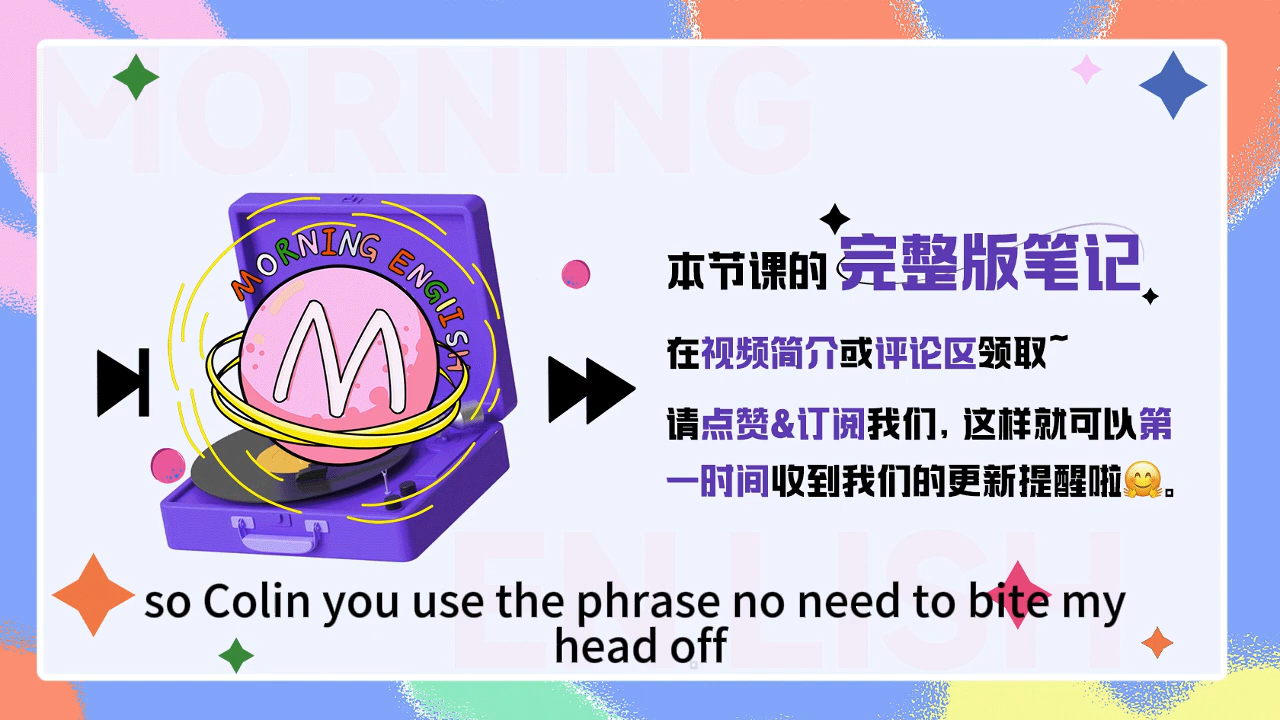 MORNING
MORNING ENGlISH
M
本节课的 完整版笔记
在视频简介或评论区领取~
请点赞&订阅我们, 这样就可以第
一时间收到我们的更新提醒啦🤗。
ENLISH
so Colin you use the phrase no need to bite my
head off